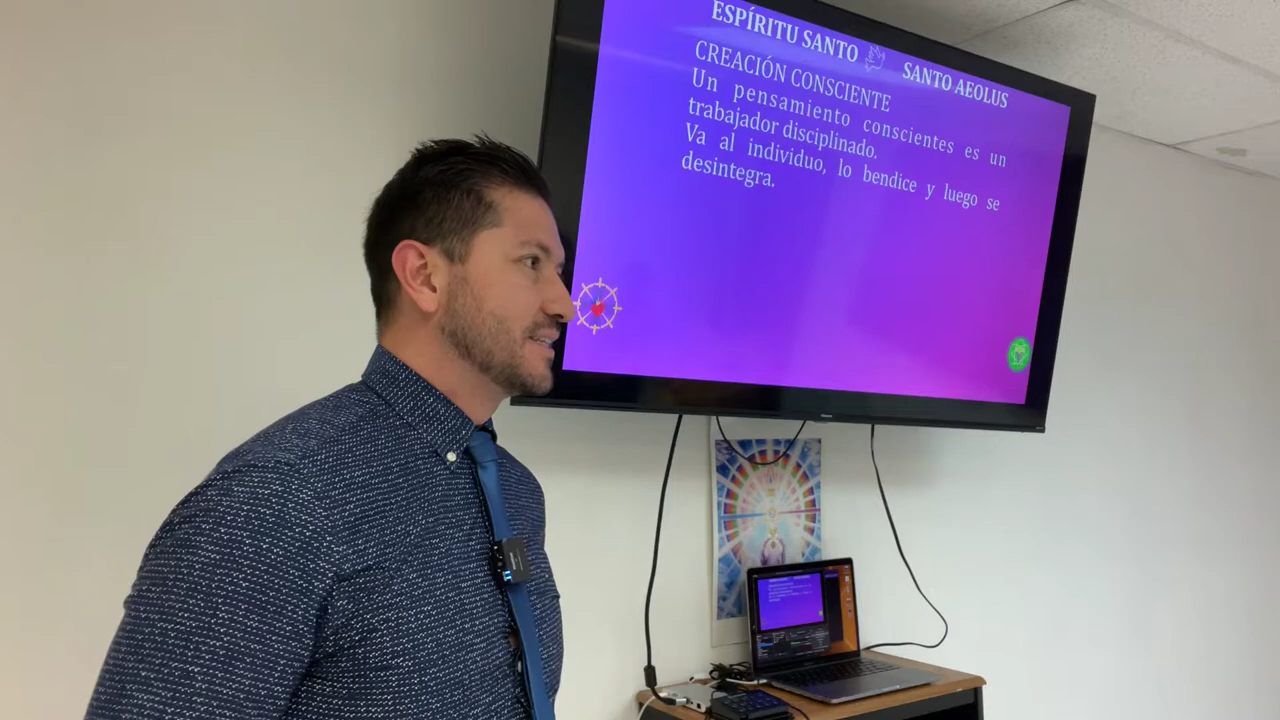 ESPÍRITU SANTO SANTO AEOLUS
CREACIÓN CONSCIENTE
Un pensamiento conscientes es un
trabajador disciplinado.
Va al individuo, lo bendice y luego se
desintegra.